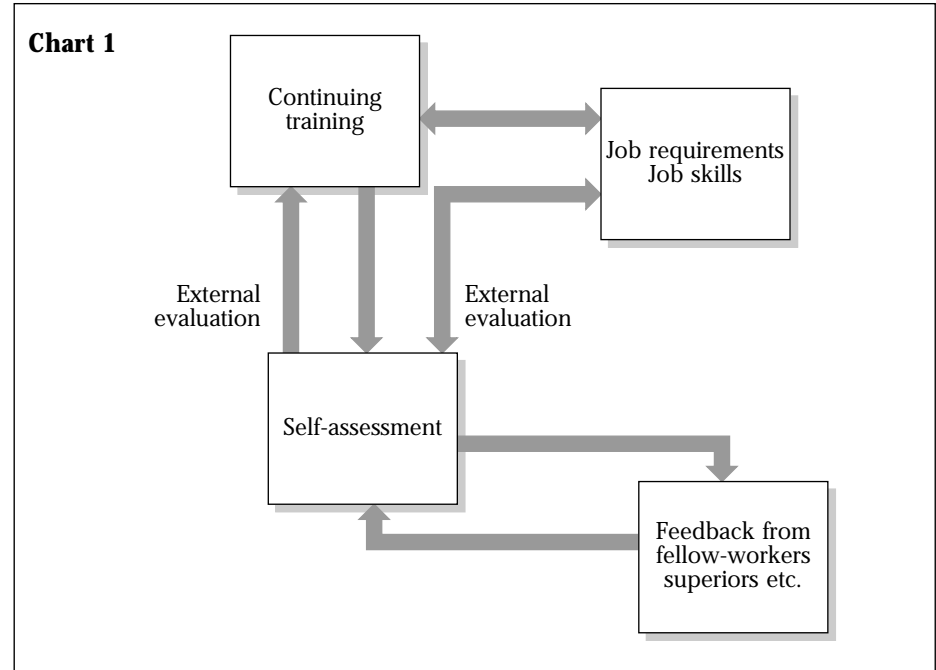 Chart 1
Continuing
training
Job requirements
Job skills
External
evaluation
External
evaluation
Self-assessment
Feedback from
fellow-workers
superiors etc.